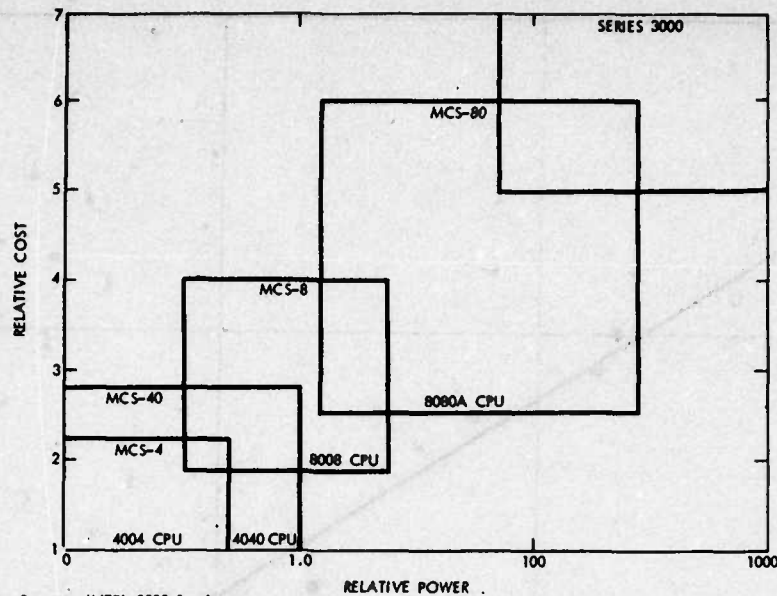 7
SERIES 3000
6
MCS-80
5
RELATIVE COST
4
MCS-8
3
MCS-40
8080A CPU
MCS-4
2
8008 CPU
4004 CPU
4040 CPU
1
0
1.0
100
1000
RELATIVE POWER